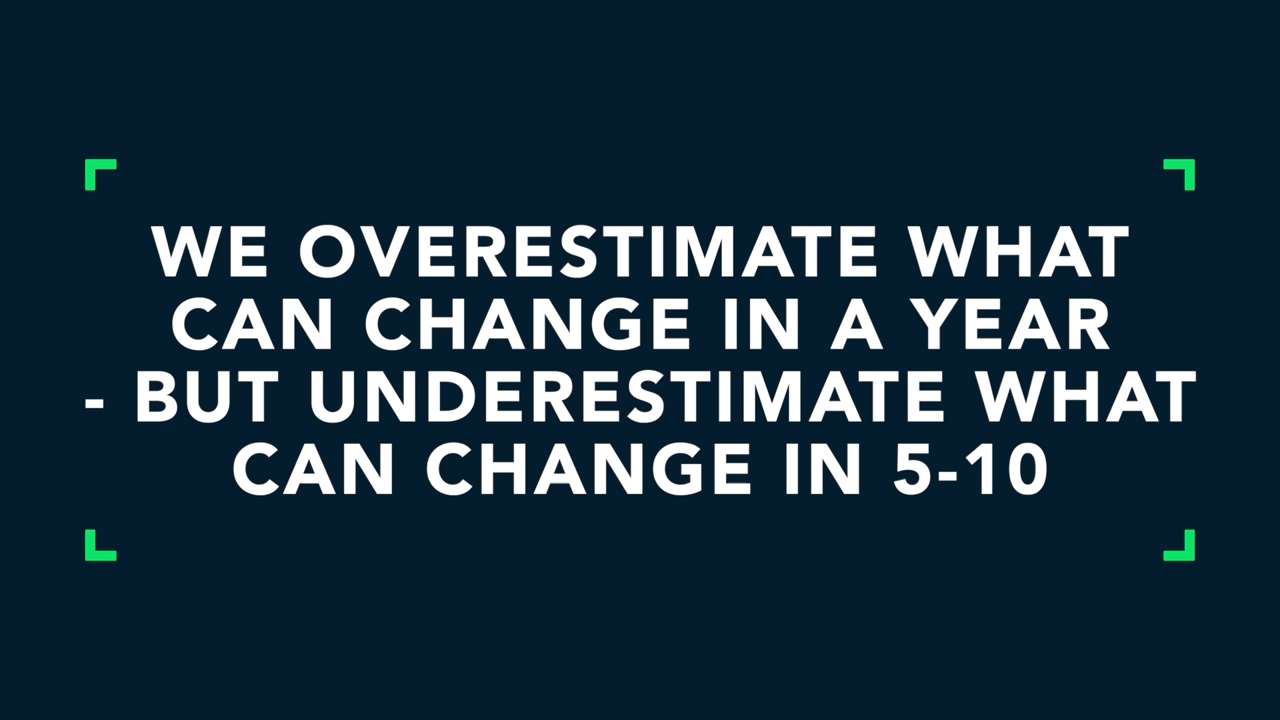 WE OVERESTIMATE WHAT
CAN CHANGE IN A YEAR
- BUT UNDERESTIMATE WHAT
CAN CHANGE IN 5-10